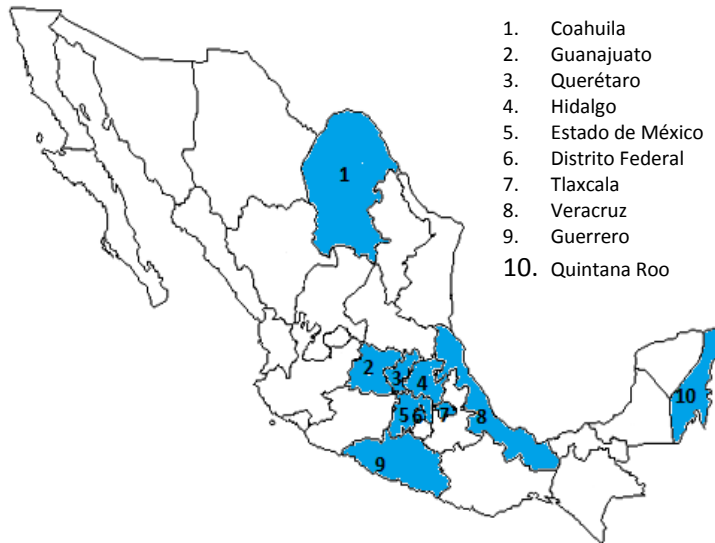 1. Coahuila
2. Guanajuato
3. Querétaro
4. Hidalgo
5. Estado de México
6. Distrito Federal
7. Tlaxcala
8. Veracruz
9. Guerrero
10. Quintana Roo
1
2
3
4
5
6
7
8
9
10